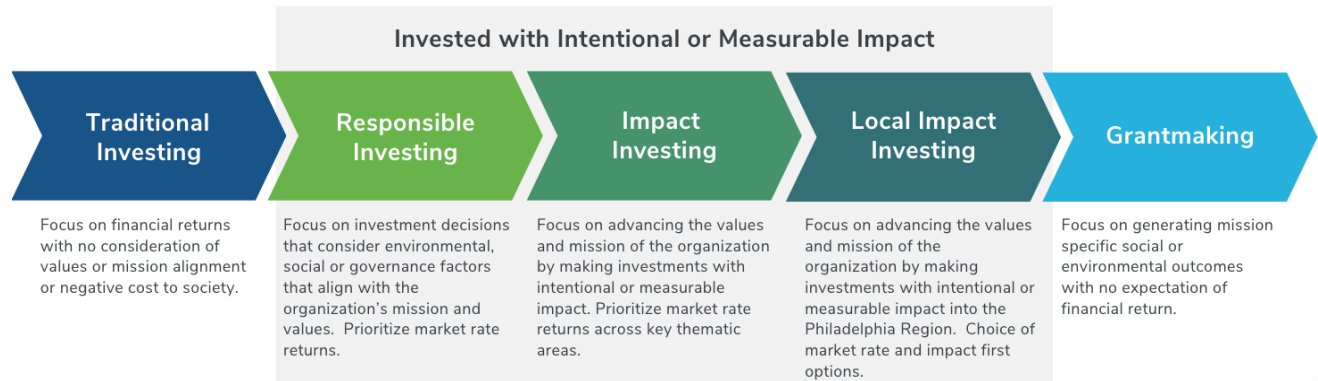 Invested with Intentional or Measurable Impact
Traditional
Investing
Focus on financial returns
with no consideration of
values or mission alignment
or negative cost to society.
Responsible
Investing
Focus on investment decisions
that consider environmental,
social or governance factors
that align with the
organization's mission and
values.  Prioritize market rate
returns.
Impact
Investing
Focus on advancing the values
and mission of the organization
by making investments with
intentional or measurable
impact. Prioritize market rate
returns across key thematic
areas.
Local Impact
Investing
Focus on advancing the values
and mission of the
organization by making
investments with intentional or
measurable impact into the
Philadelphia Region.  Choice of
market rate and impact first
options.
Grantmaking
Focus on generating mission
specific social or
environmental outcomes
with no expectation of
financial return.